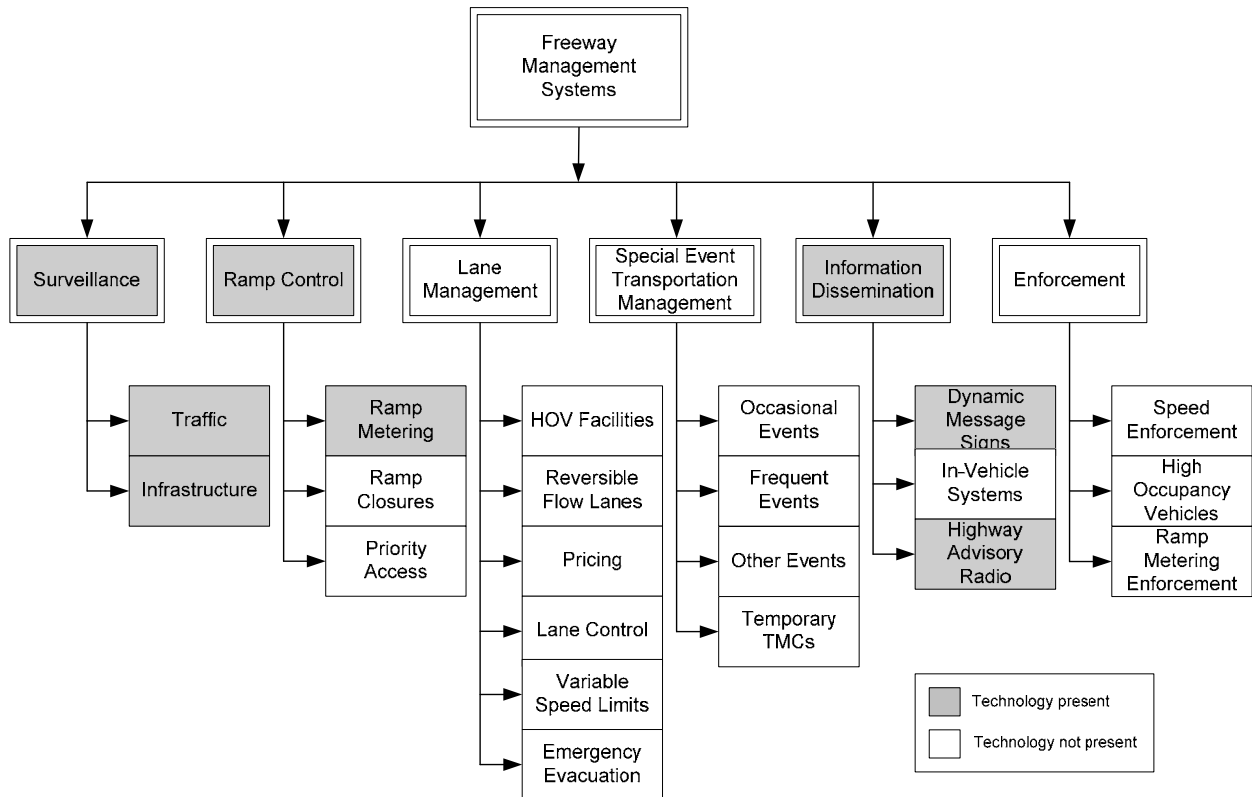 Freeway
Management
Systems
Surveillance
Ramp Control
Lane
Management
Special Event
Transportation
Management
Information
Dissemination
Enforcement
Traffic
Infrastructure
Ramp
Metering
Ramp
Closures
Priority
Access
HOV Facilities
Reversible
Flow Lanes
Pricing
Lane Control
Variable
Speed Limits
Emergency
Evacuation
Occasional
Events
Frequent
Events
Other Events
Temporary
TMCs
Dynamic
Message
Signs
In-Vehicle
Systems
Highway
Advisory
Radio
Speed
Enforcement
High
Occupancy
Vehicles
Ramp
Metering
Enforcement
Technology present
Technology not present